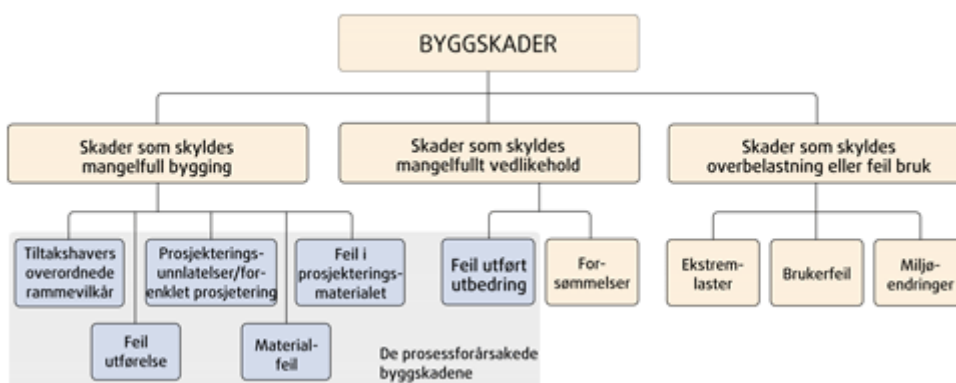 BYGGSKADER
Skader som skyldes
mangelfull bygging
Skader som skyldes
mangelfullt vedlikehold
Skader som skyldes
overbelastning eller feil bruk
Tiltakshavers
overordnede
rammevilkår
Prosjekterings-
unnlatelser/for-
enklet prosjetering
Feil i
prosjekterings-
materialet
Feil utført
utbedring
For-
sømmelser
Ekstrem-
laster
Brukerfeil
Miljø-
endringer
Feil
utførelse
Material-
feil
De prosessforårsakede
byggskadene